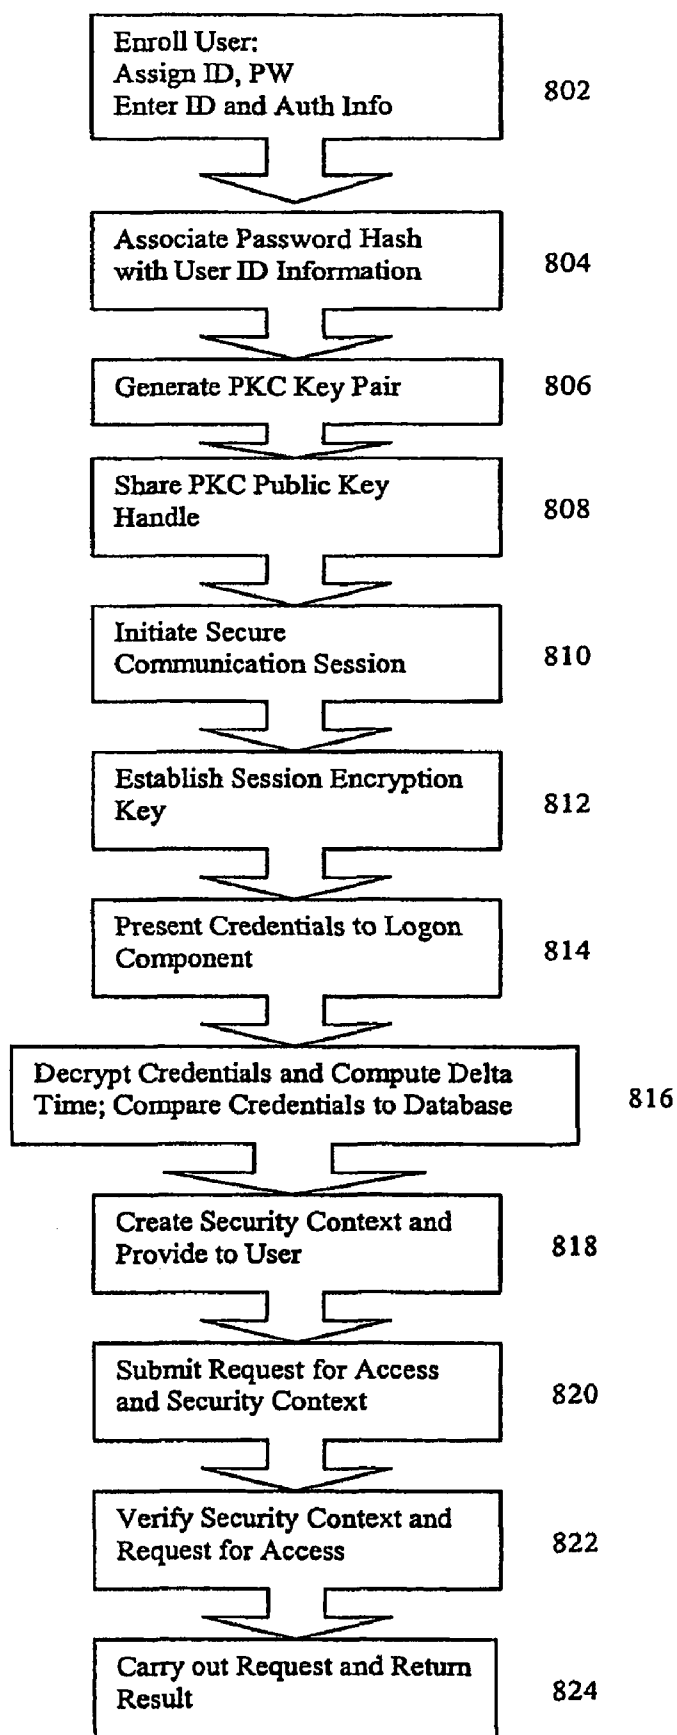 Enroll User:
Assign ID, PW
Enter ID and Auth Info
802
Associate Password Hash
with User ID Information
804
Generate PKC Key Pair
806
Share PKC Public Key
Handle
808
Initiate Secure
Communication Session
810
Establish Session Encryption
Key
812
Present Credentials to Logon
Component
814
Decrypt Credentials and Compute Delta
Time; Compare Credentials to Database
816
Create Security Context and
Provide to User
818
Submit Request for Access
and Security Context
820
Verify Security Context and
Request for Access
822
Carry out Request and Return
Result
824